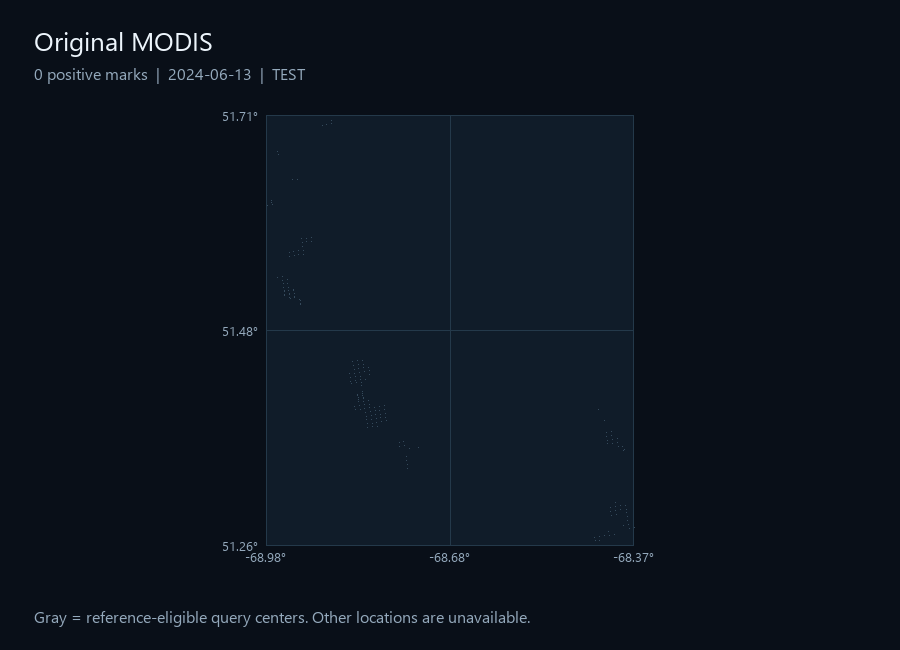 Original MODIS
0 positive marks | 2024-06-13 | TEST
51.71°
51.48°
51.26°
-68.98°
-68.68°
-68.37°
Gray = reference-eligible query centers. Other locations are unavailable.